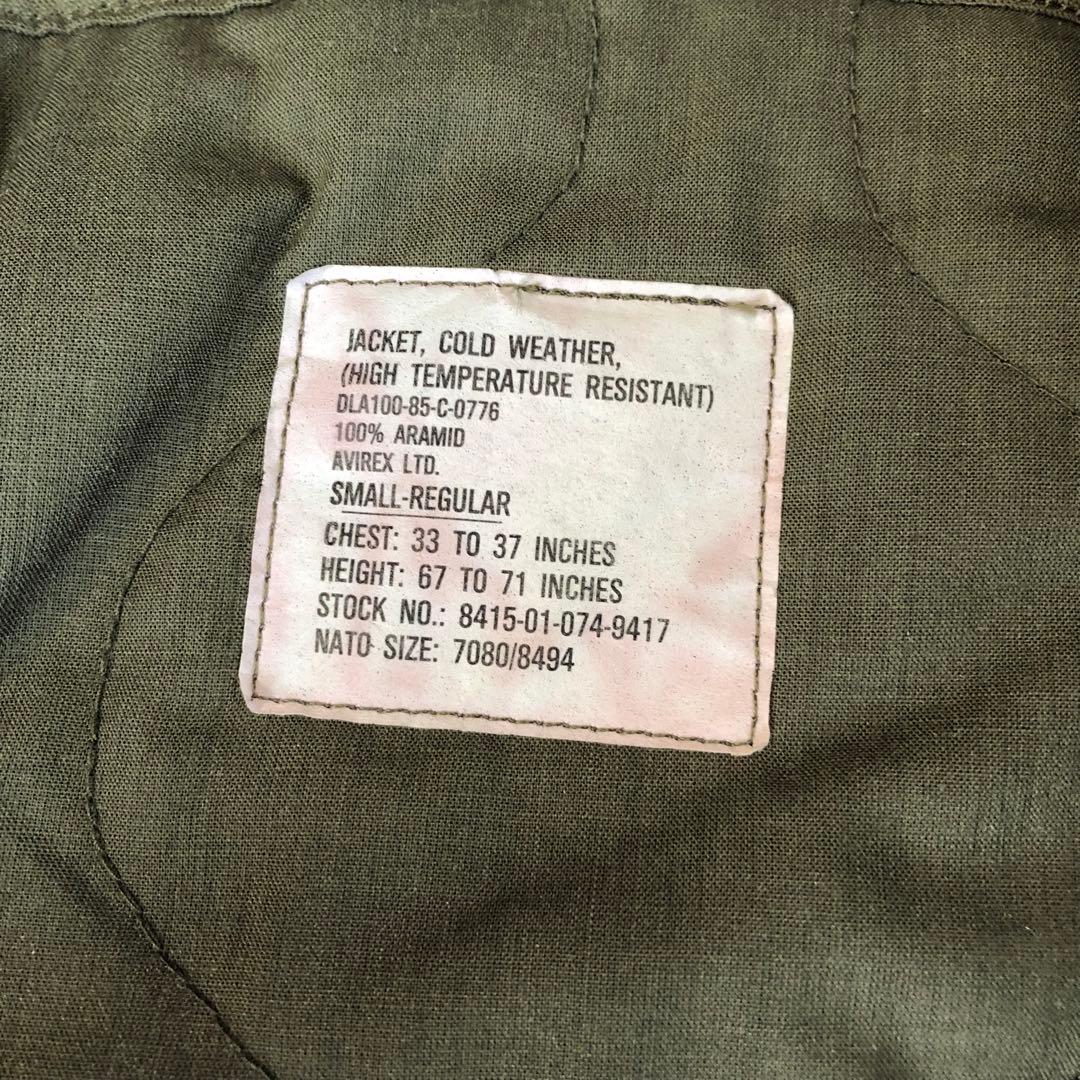 JACKET, COLD WEATHER,
(HIGH TEMPERATURE RESISTANT)
DLA100-85-C-0776
100% ARAMID
AVIREX LTD.
SMALL-REGULAR
CHEST: 33 TO 37 INCHES
HEIGHT: 67 TO 71 INCHES
STOCK NO.: 8415-01-074-9417
NATO SIZE: 7080/8494